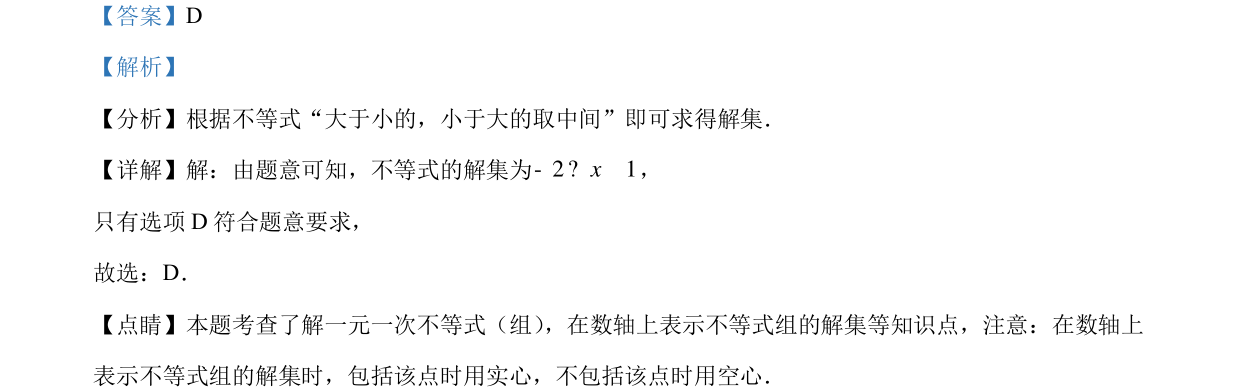 【答案】D
【解析】
【分析】根据不等式“大于小的，小于大的取中间”即可求得解集．
【详解】解：由题意可知，不等式的解集为- 2? x 1，
只有选项 D 符合题意要求，
故选：D．
【点睛】本题考查了解一元一次不等式（组），在数轴上表示不等式组的解集等知识点，注意：在数轴上
表示不等式组的解集时，包括该点时用实心，不包括该点时用空心．